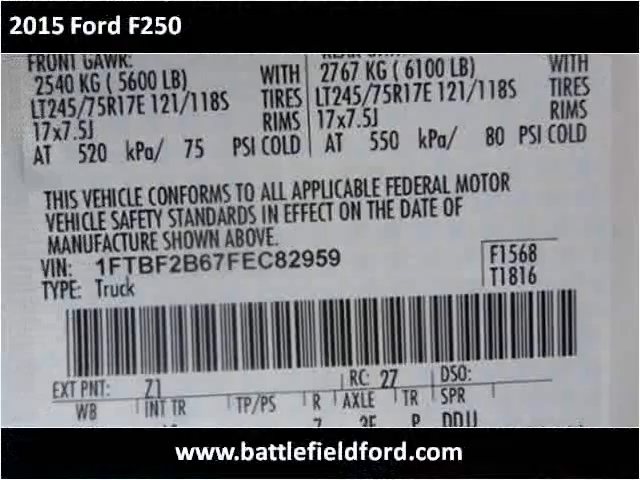 2015 Ford F250
FRONT GAWR:
2540 KG ( 5600 LB) WITH 2767 KG ( 6100 LB) WITH
LT245/75R17E 121/118S TIRES LT245/75R17E 121/118S TIRES
17x7.5J RIMS 17x7.5J RIMS
AT 520 kPa/ 75 PSI COLD AT 550 kPa/ 80 PSI COLD
THIS VEHICLE CONFORMS TO ALL APPLICABLE FEDERAL MOTOR
VEHICLE SAFETY STANDARDS IN EFFECT ON THE DATE OF
MANUFACTURE SHOWN ABOVE.
VIN: 1FTBF2B67FEC82959 F1568
TYPE: Truck T1816
EXT PNT: Z1 RC: 27 DSO:
WB INT TR TP/PS R AXLE TR SPR
www.battlefieldford.com